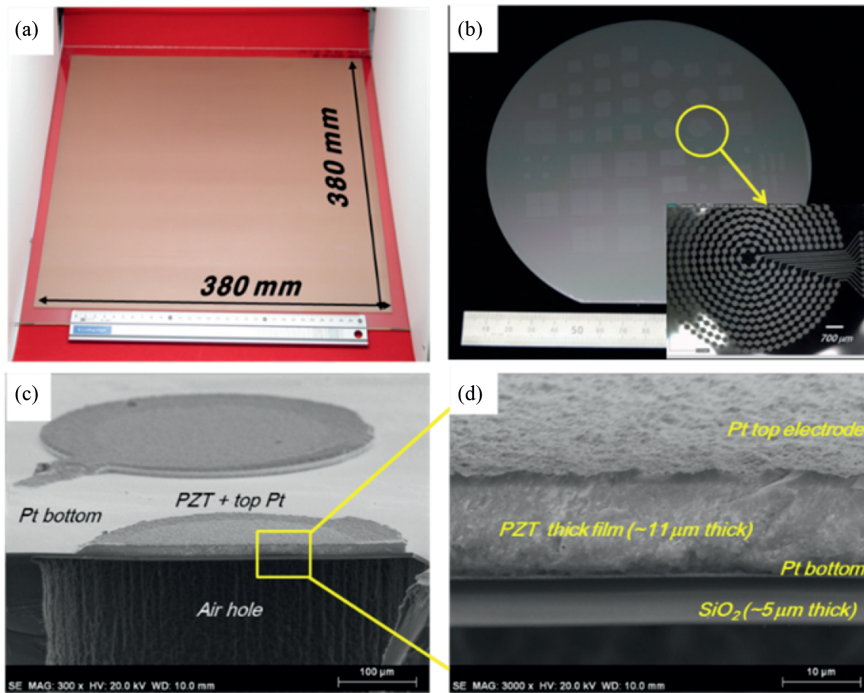 (a)
380 mm
380 mm
(b)
50
700 μm
(c)
Pt bottom
PZT + top Pt
Air hole
SE MAG: 300 x HV: 20.0 kV WD: 10.0 mm
100 μm
(d)
Pt top electrode
PZT thick film (~11 μm thick)
Pt bottom
SiO₂ (~5 μm thick)
SE MAG: 3000 x HV: 20.0 kV WD: 10.0 mm
10 μm